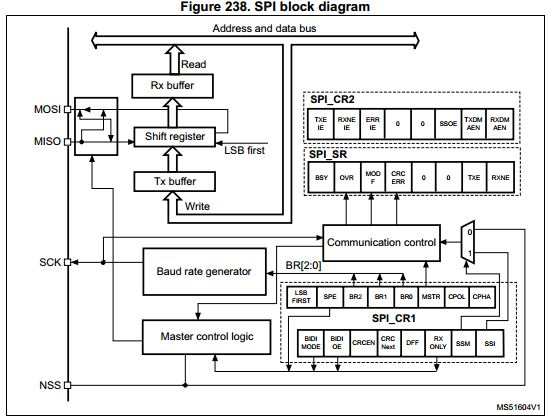 Figure 238. SPI block diagram
Address and data bus
Read
Rx buffer
MOSI
MISO
Shift register
LSB first
Tx buffer
Write
SPI_CR2
TXE IE
RXNE IE
ERR IE
0
0
SSOE
TXDM AEN
RXDM AEN
SPI_SR
BSY
OVR
MOD F
CRC ERR
0
0
TXE
RXNE
Communication control
0
1
SCK
Baud rate generator
BR[2:0]
LSB FIRST
SPE
BR2
BR1
BR0
MSTR
CPOL
CPHA
SPI_CR1
Master control logic
BIDI MODE
BIDI OE
CRCEN
CRC Next
DFF
RX ONLY
SSM
SSI
NSS
MS51604V1